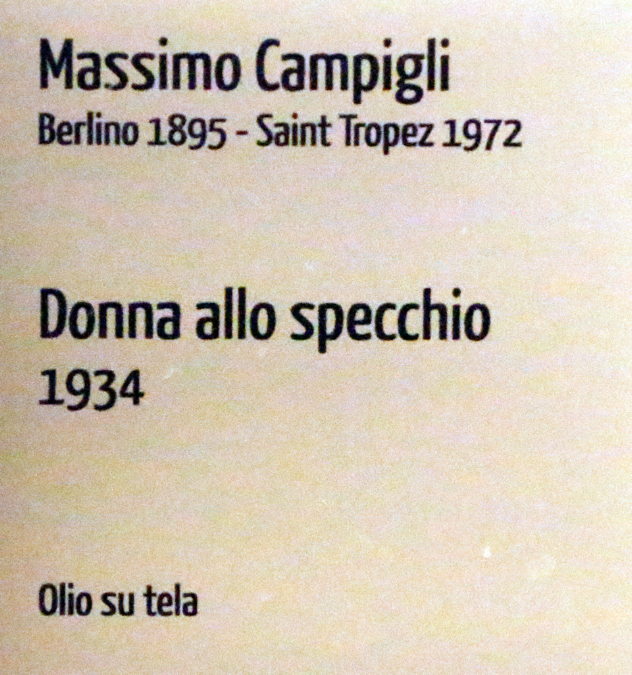 Massimo Campigli
Berlino 1895 - Saint Tropez 1972
Donna allo specchio
1934
Olio su tela